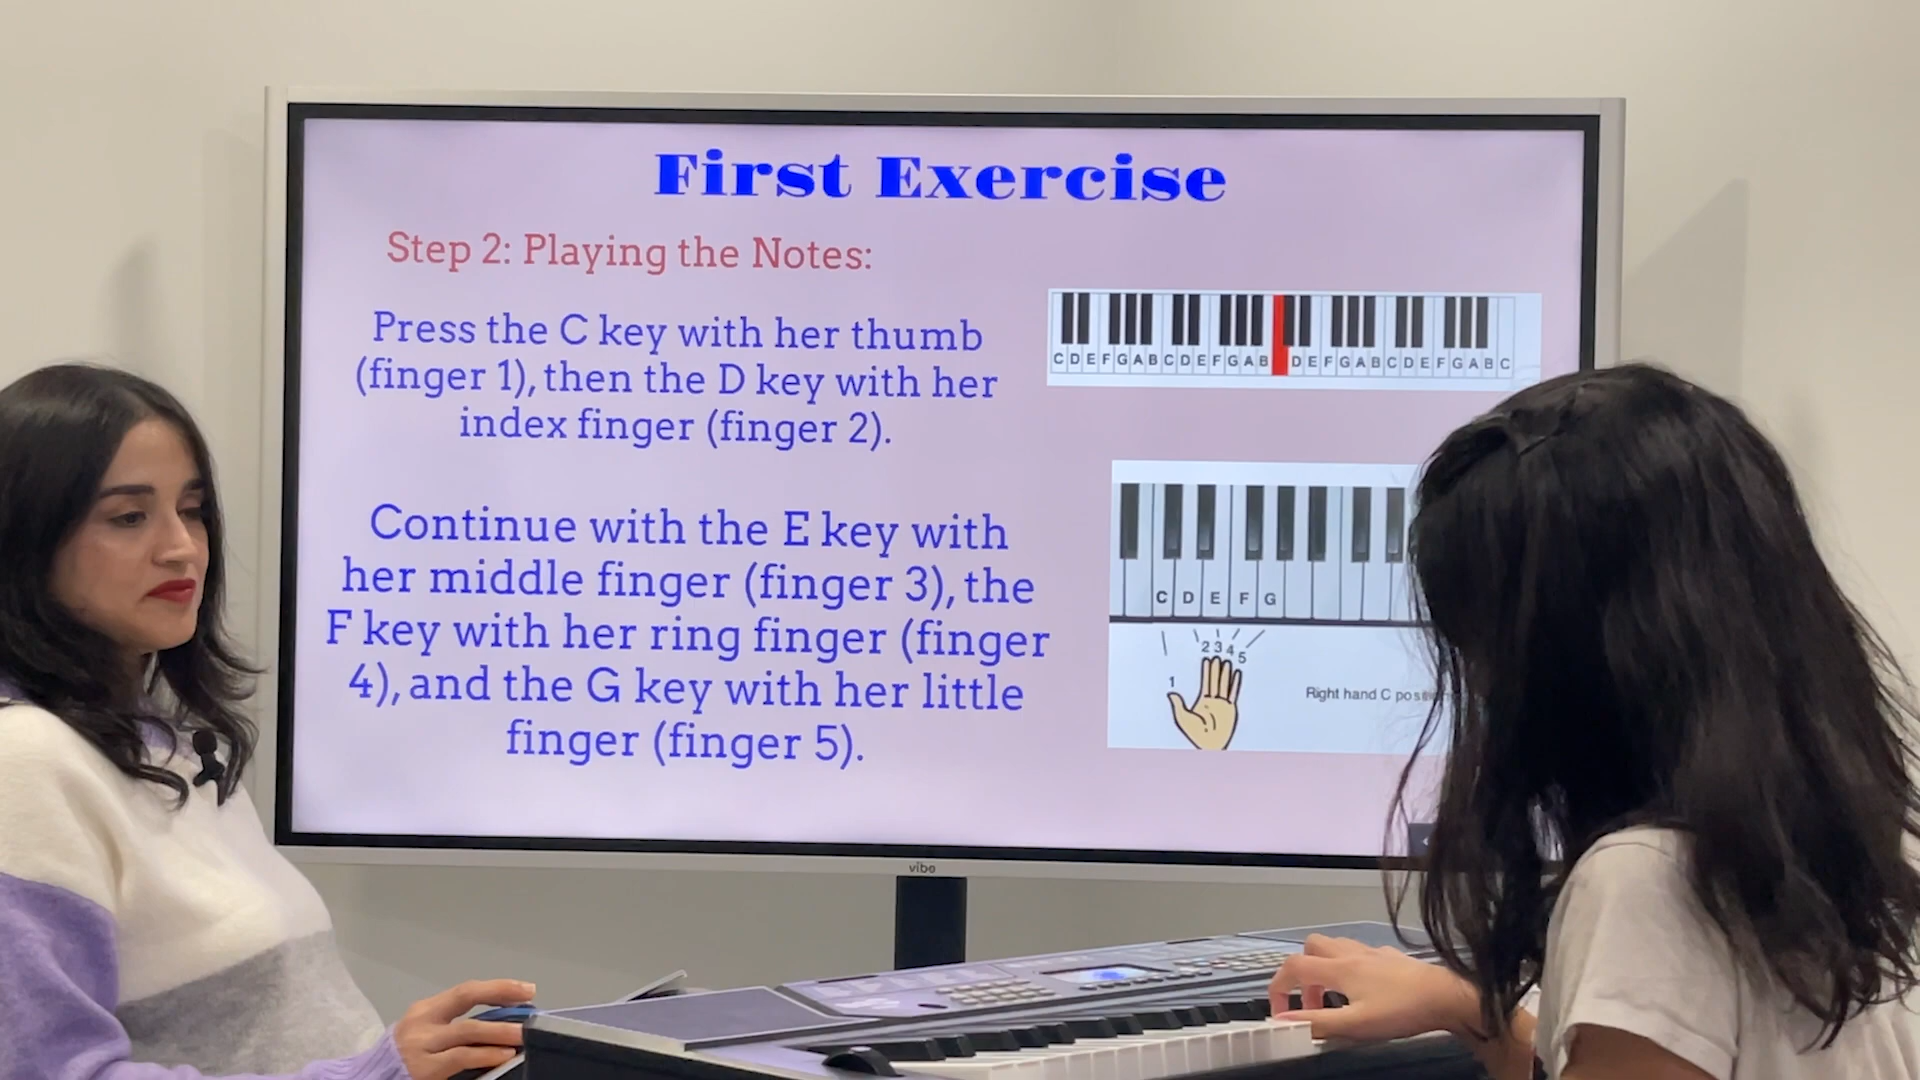 First Exercise
Step 2: Playing the Notes:
Press the C key with her thumb
(finger 1), then the D key with her
index finger (finger 2).
Continue with the E key with
her middle finger (finger 3), the
F key with her ring finger (finger
4), and the G key with her little
finger (finger 5).
C D E F G A B C D E F G A B D E F G A B C D E F G A B C
C D E F G
2 3 4 5
1
Right hand C position
vibe